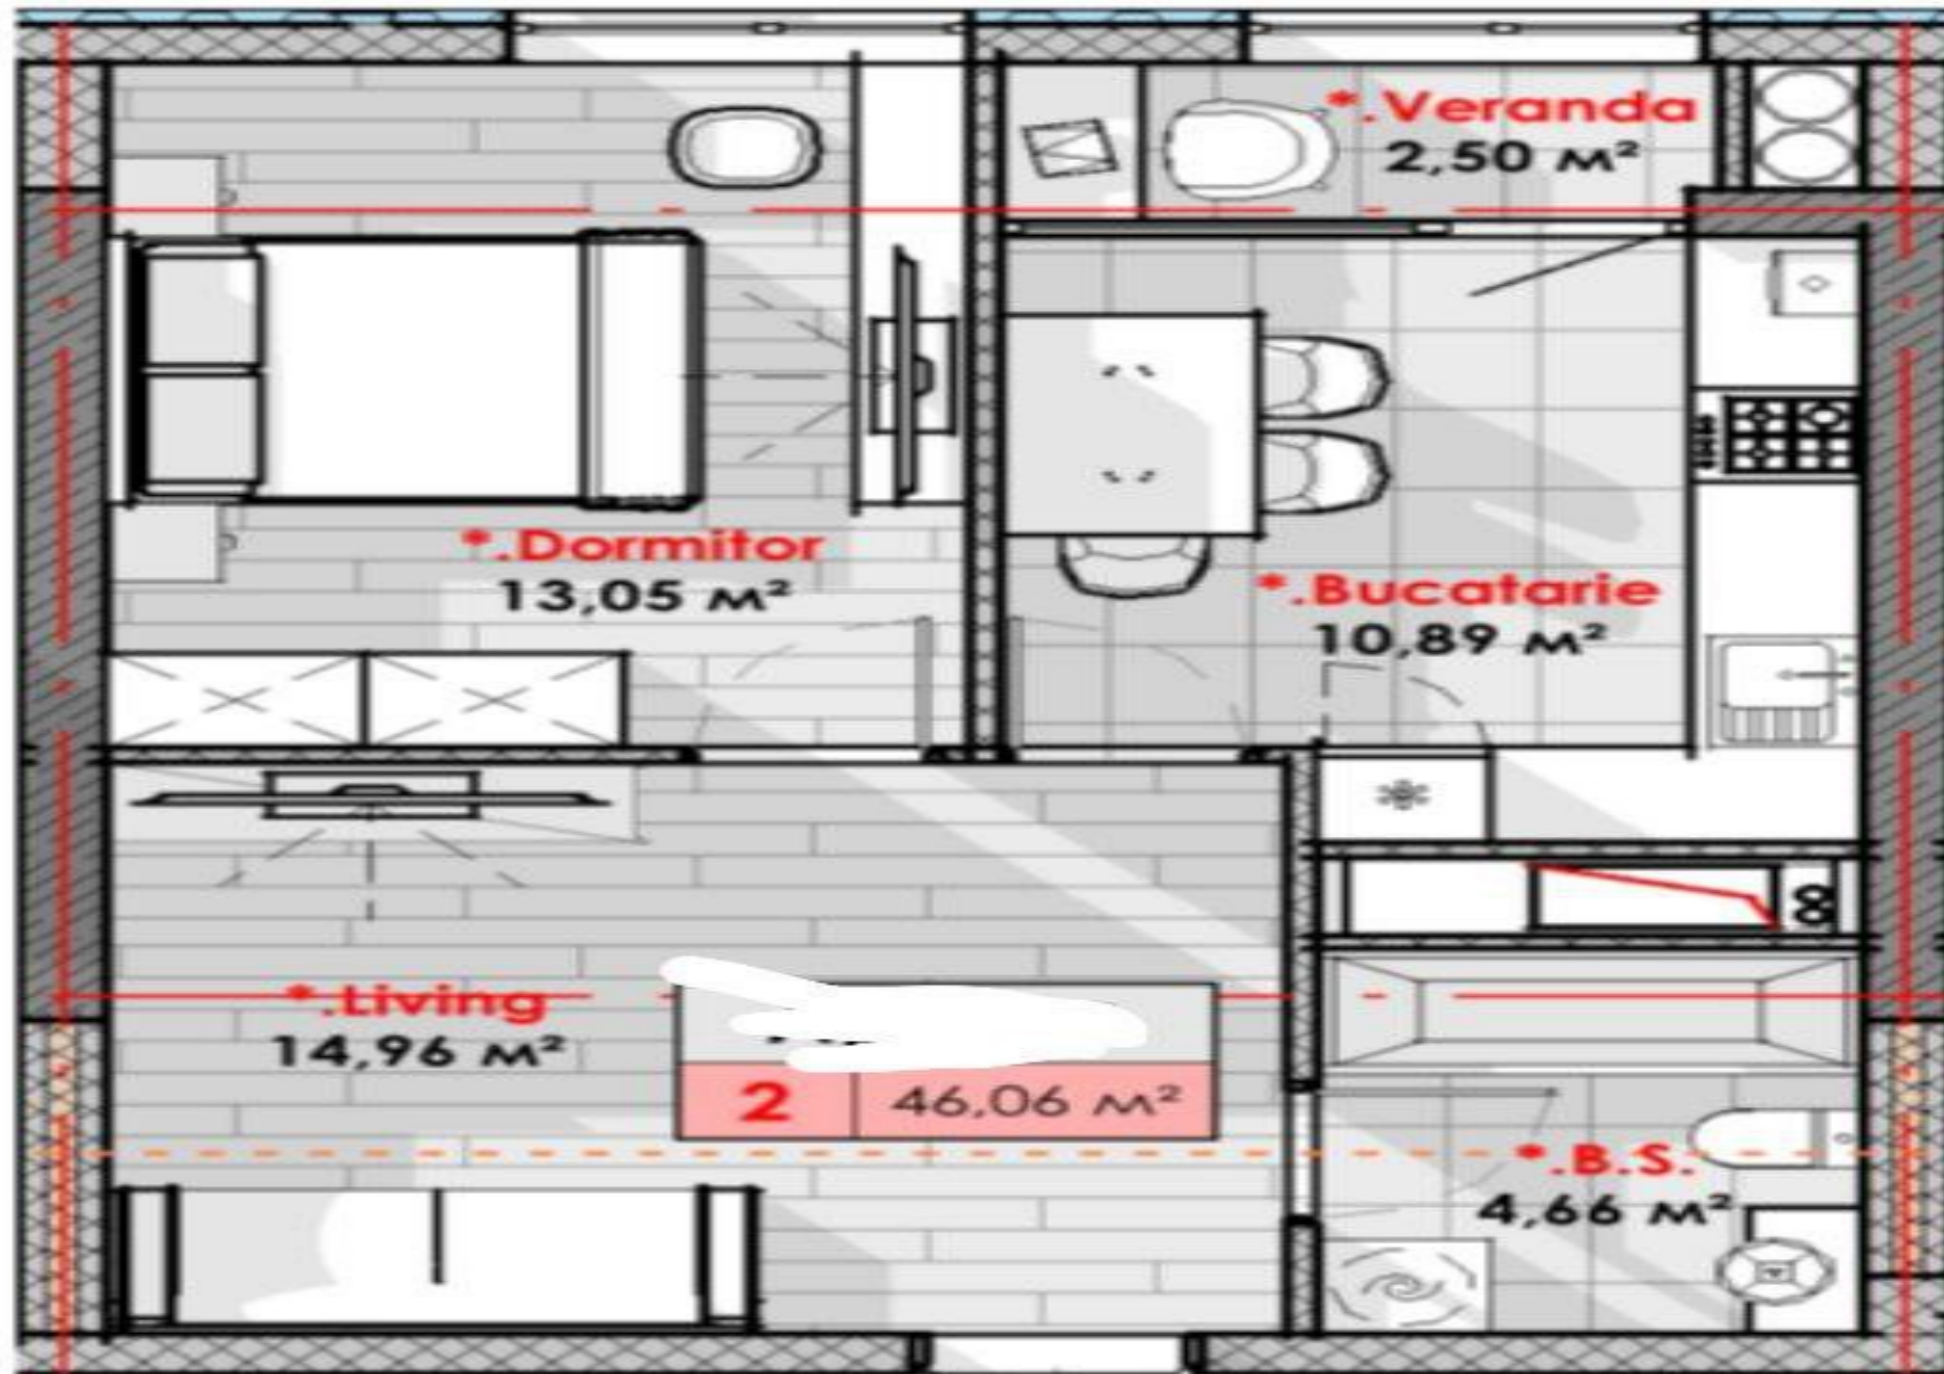 *.Veranda
2,50 м²
*.Dormitor
13,05 м²
*.Bucatarie
10,89 м²
*.Living
14,96 м²
2
46,06 м²
*.B.S.
4,66 м²